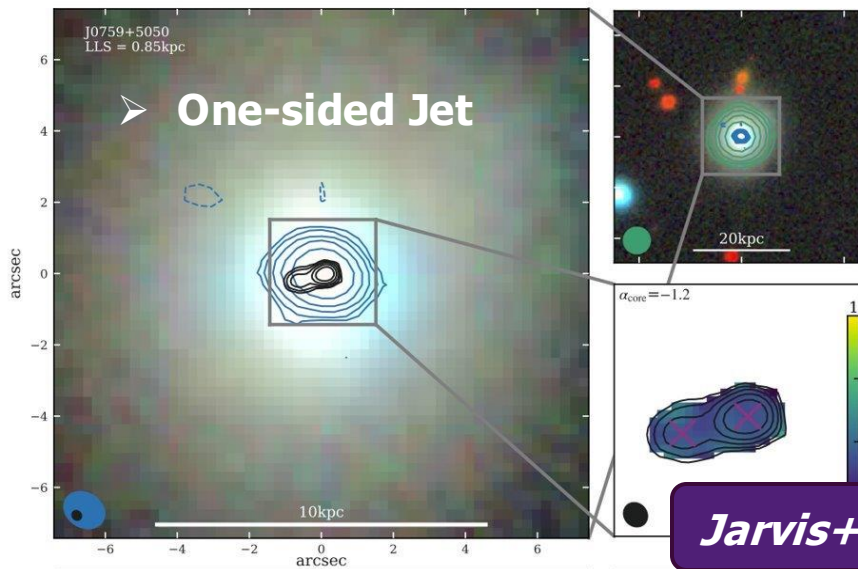 J0759+5050
LLS = 0.85kpc
➢ One-sided Jet
6
4
2
0
−2
−4
−6
arcsec
10kpc
−6 −4 −2 0 2 4 6
arcsec
20kpc
α_core=−1.2
1
Jarvis+